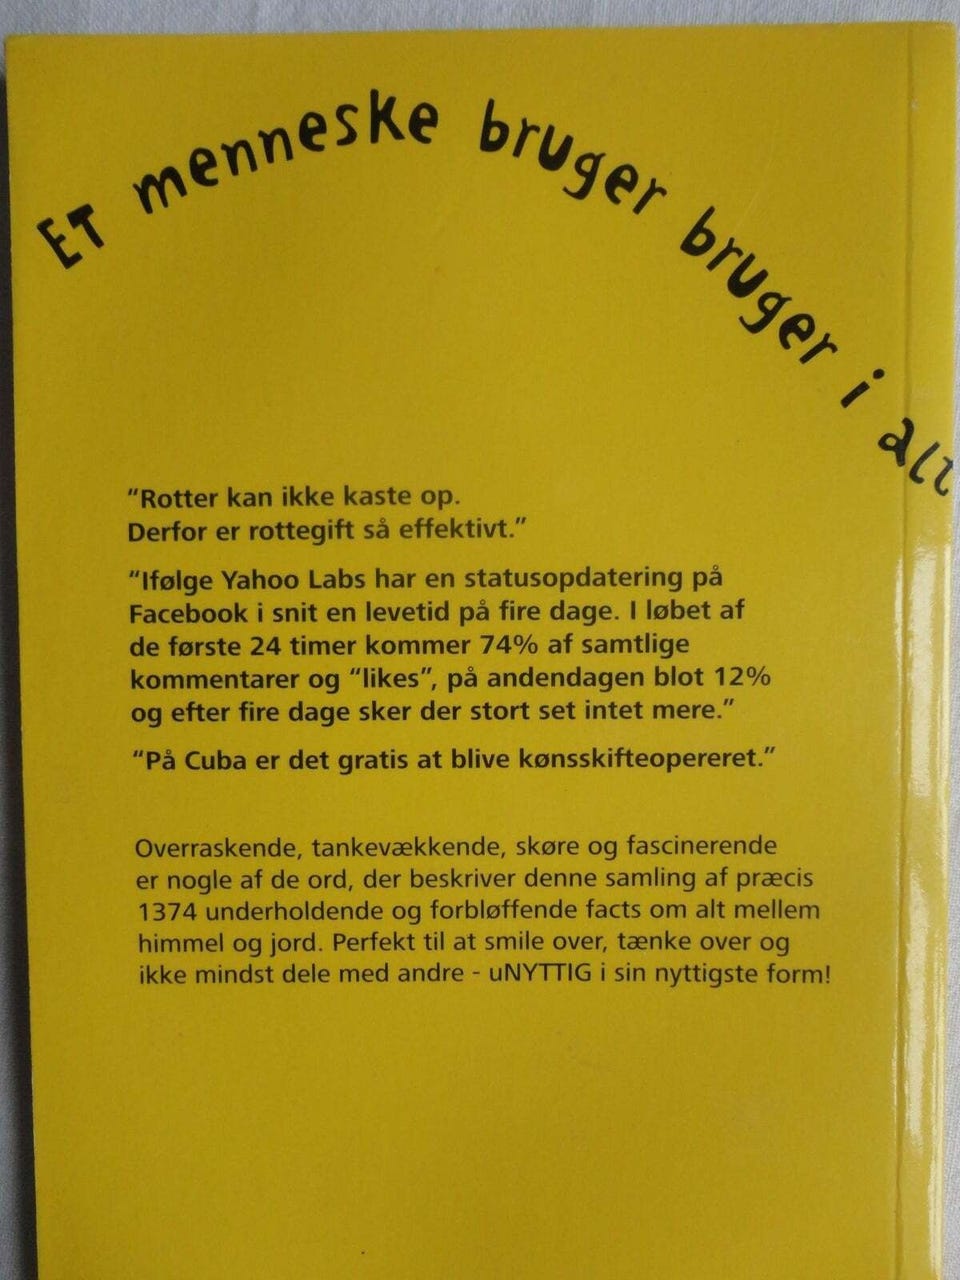 Et menneske bruger bruger i alt
“Rotter kan ikke kaste op.
Derfor er rottegift så effektivt.”
“Ifølge Yahoo Labs har en statusopdatering på
Facebook i snit en levetid på fire dage. I løbet af
de første 24 timer kommer 74% af samtlige
kommentarer og “likes”, på andendagen blot 12%
og efter fire dage sker der stort set intet mere.”
“På Cuba er det gratis at blive kønsskifteopereret.”
Overraskende, tankevækkende, skøre og fascinerende
er nogle af de ord, der beskriver denne samling af præcis
1374 underholdende og forbløffende facts om alt mellem
himmel og jord. Perfekt til at smile over, tænke over og
ikke mindst dele med andre - uNYTTIG i sin nyttigste form!